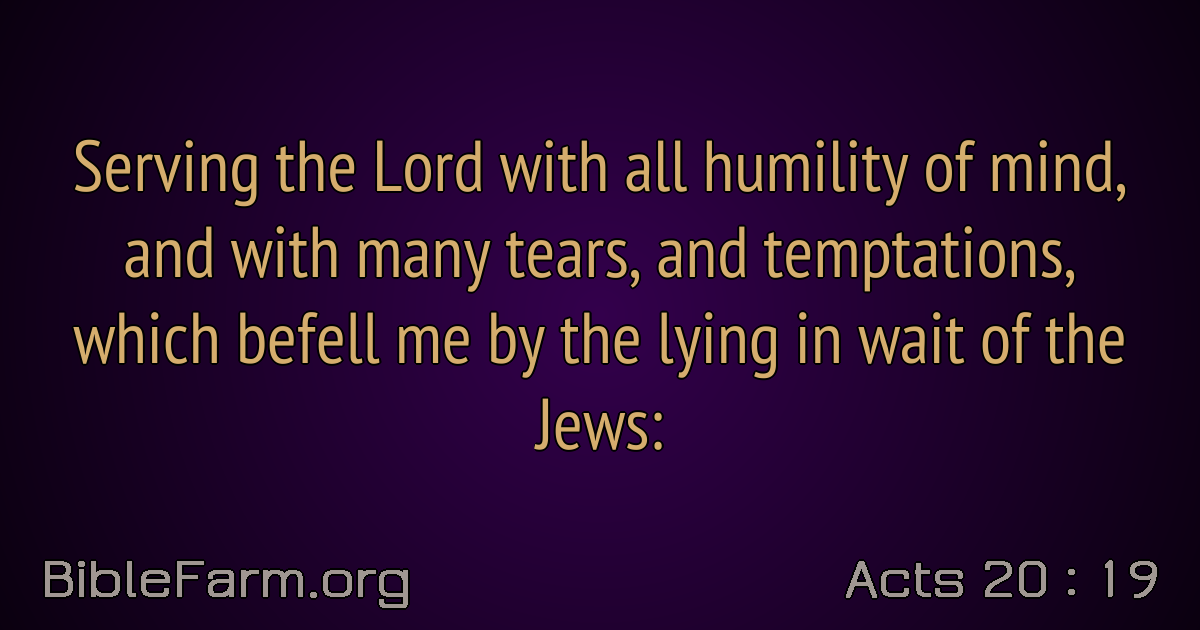 Serving the Lord with all humility of mind,
and with many tears, and temptations,
which befell me by the lying in wait of the
Jews:
BibleFarm.org
Acts 20 : 19